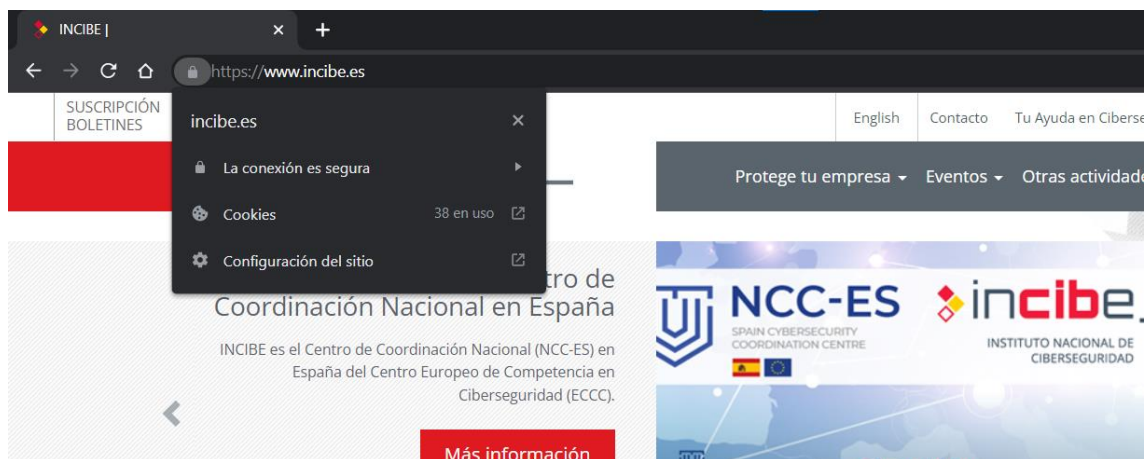 INCIBE |
https://www.incibe.es
SUSCRIPCIÓN
BOLETINES
English Contacto Tu Ayuda en Ciberse
incibe.es
La conexión es segura
Cookies 38 en uso
Configuración del sitio
Protege tu empresa Eventos Otras actividade
tro de
Coordinación Nacional en España
INCIBE es el Centro de Coordinación Nacional (NCC-ES) en
España del Centro Europeo de Competencia en
Ciberseguridad (ECCC).
Más información
NCC-ES
SPAIN CYBERSECURITY
COORDINATION CENTRE
incibe_
INSTITUTO NACIONAL DE
CIBERSEGURIDAD